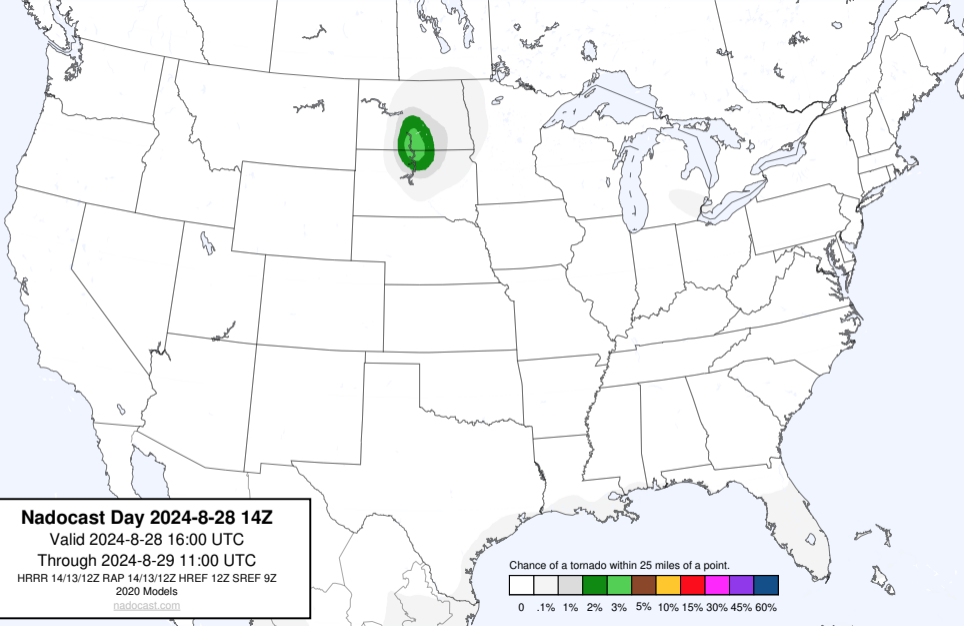 Nadocast Day 2024-8-28 14Z
Valid 2024-8-28 16:00 UTC
Through 2024-8-29 11:00 UTC
HRRR 14/13/12Z RAP 14/13/12Z HREF 12Z SREF 9Z
2020 Models
nadocast.com
Chance of a tornado within 25 miles of a point.
0 .1% 1% 2% 3% 5% 10% 15% 30% 45% 60%